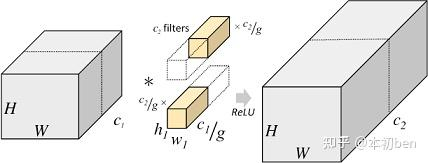 H
W
c₁
c₂ filters
× c₂/g
*
c₂/g ×
h₁
w₁
c₁/g
ReLU
H
W
c₂
知乎 @本初ben